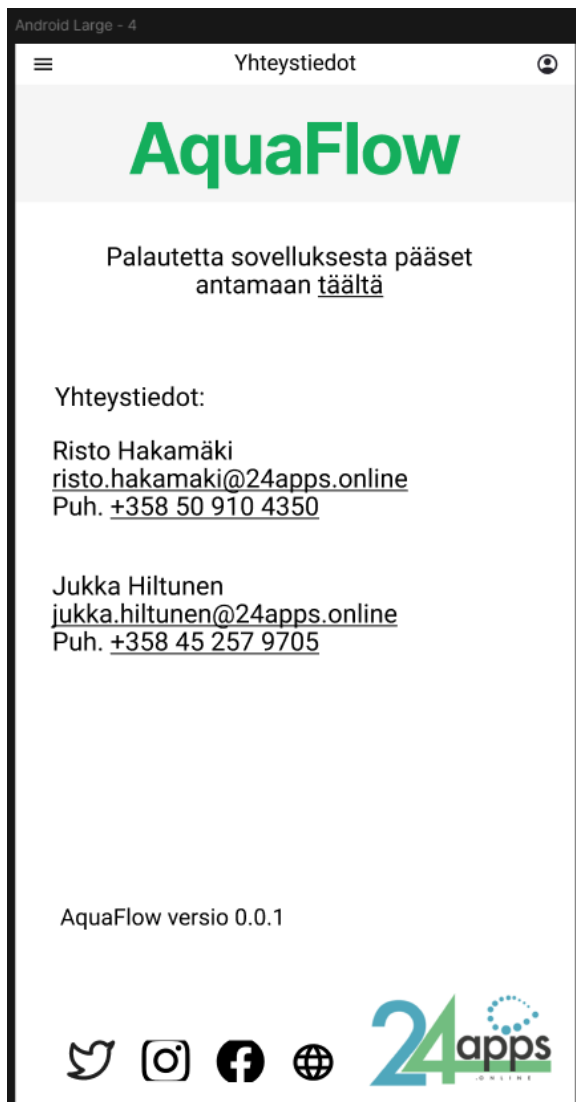 Android Large - 4
Yhteystiedot
AquaFlow
Palautetta sovelluksesta pääset
antamaan täältä
Yhteystiedot:
Risto Hakamäki
risto.hakamaki@24apps.online
Puh. +358 50 910 4350
Jukka Hiltunen
jukka.hiltunen@24apps.online
Puh. +358 45 257 9705
AquaFlow versio 0.0.1
24apps
.ONLINE